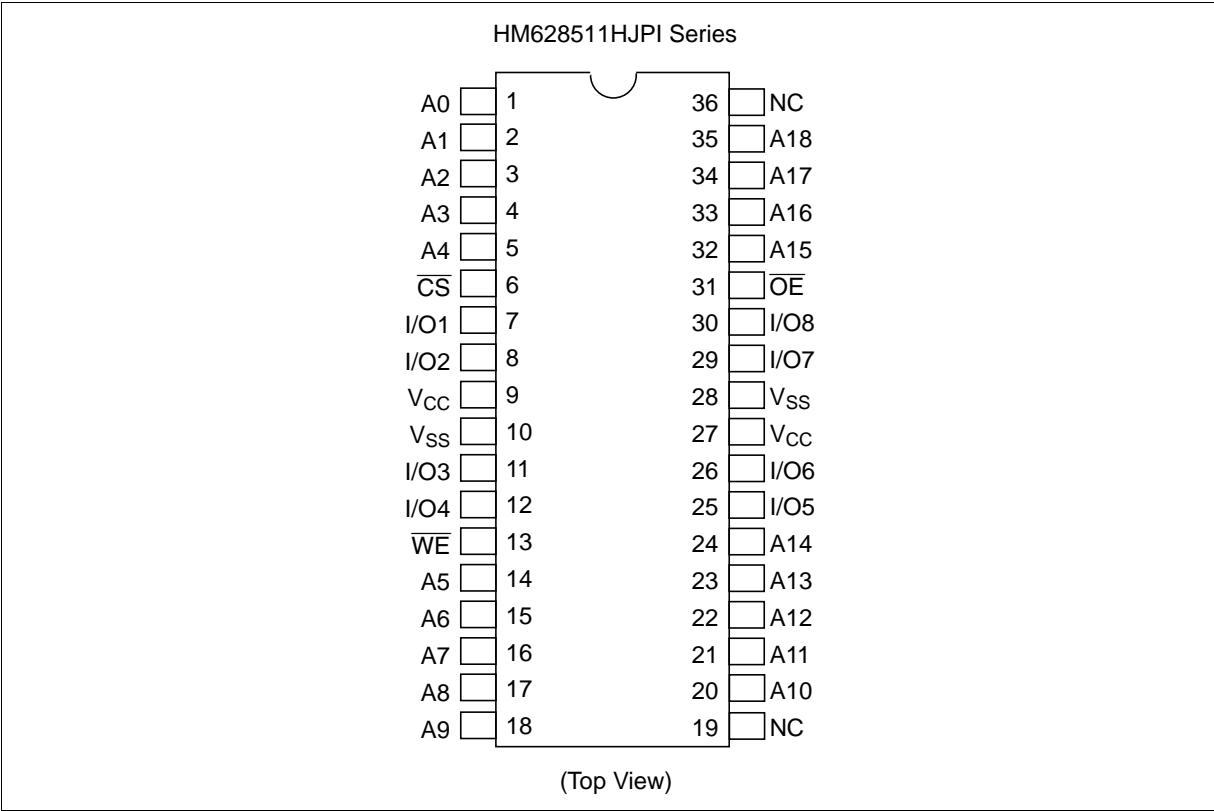 HM628511HJPI Series
A0 1 36 NC
A1 2 35 A18
A2 3 34 A17
A3 4 33 A16
A4 5 32 A15
C̅S̅ 6 31 O̅E̅
I/O1 7 30 I/O8
I/O2 8 29 I/O7
VCC 9 28 VSS
VSS 10 27 VCC
I/O3 11 26 I/O6
I/O4 12 25 I/O5
W̅E̅ 13 24 A14
A5 14 23 A13
A6 15 22 A12
A7 16 21 A11
A8 17 20 A10
A9 18 19 NC
(Top View)